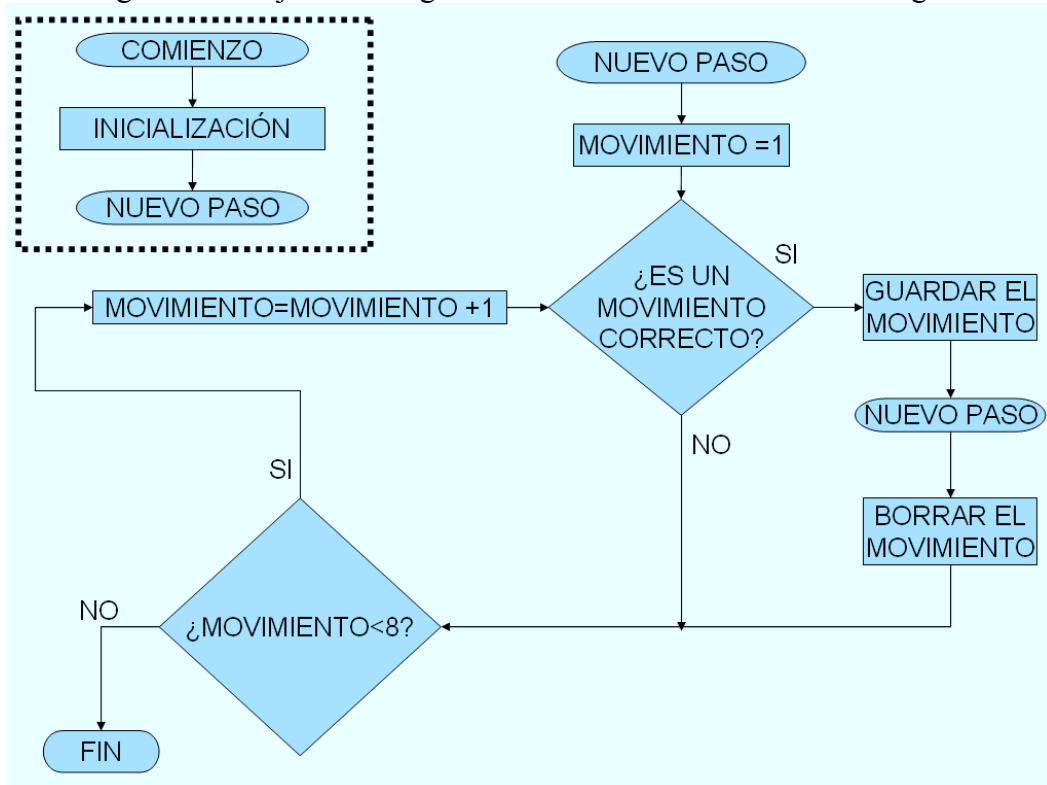 COMIENZO
INICIALIZACIÓN
NUEVO PASO
NUEVO PASO
MOVIMIENTO =1
¿ES UN
MOVIMIENTO
CORRECTO?
SI
NO
GUARDAR EL
MOVIMIENTO
NUEVO PASO
BORRAR EL
MOVIMIENTO
¿MOVIMIENTO<8?
SI
NO
MOVIMIENTO=MOVIMIENTO +1
FIN